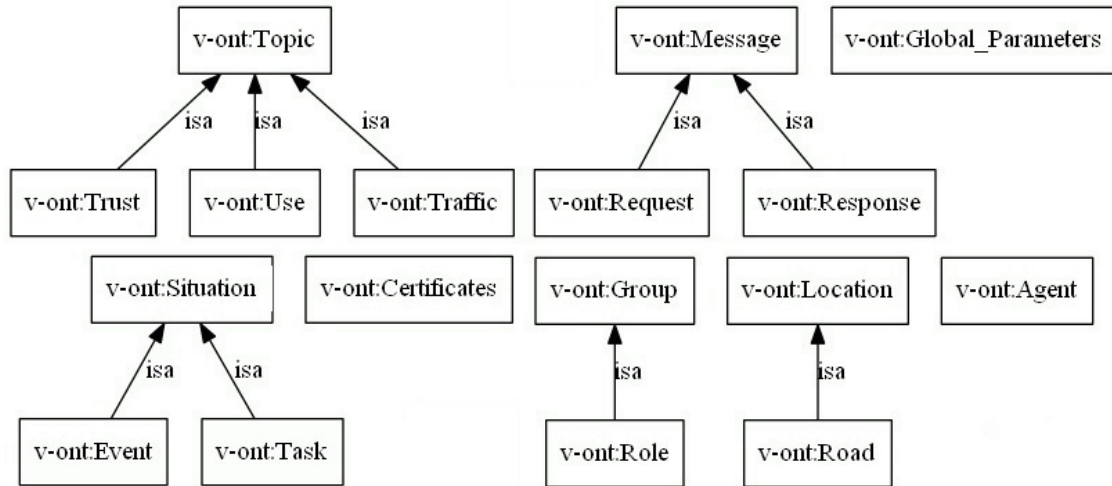 v-ont:Topic
v-ont:Message
v-ont:Global_Parameters
isa
isa
isa
isa
isa
v-ont:Trust
v-ont:Use
v-ont:Traffic
v-ont:Request
v-ont:Response
v-ont:Situation
v-ont:Certificates
v-ont:Group
v-ont:Location
v-ont:Agent
isa
isa
isa
isa
v-ont:Event
v-ont:Task
v-ont:Role
v-ont:Road